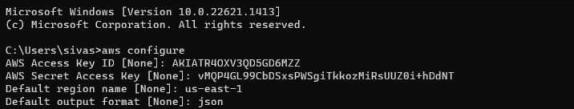 Microsoft Windows [Version 10.0.22621.1413]
(c) Microsoft Corporation. All rights reserved.
C:\Users\sivas>aws configure
AWS Access Key ID [None]: AKIATR4OXV3QD5GD6MZZ
AWS Secret Access Key [None]: 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
Default region name [None]: us-east-1
Default output format [None]: json